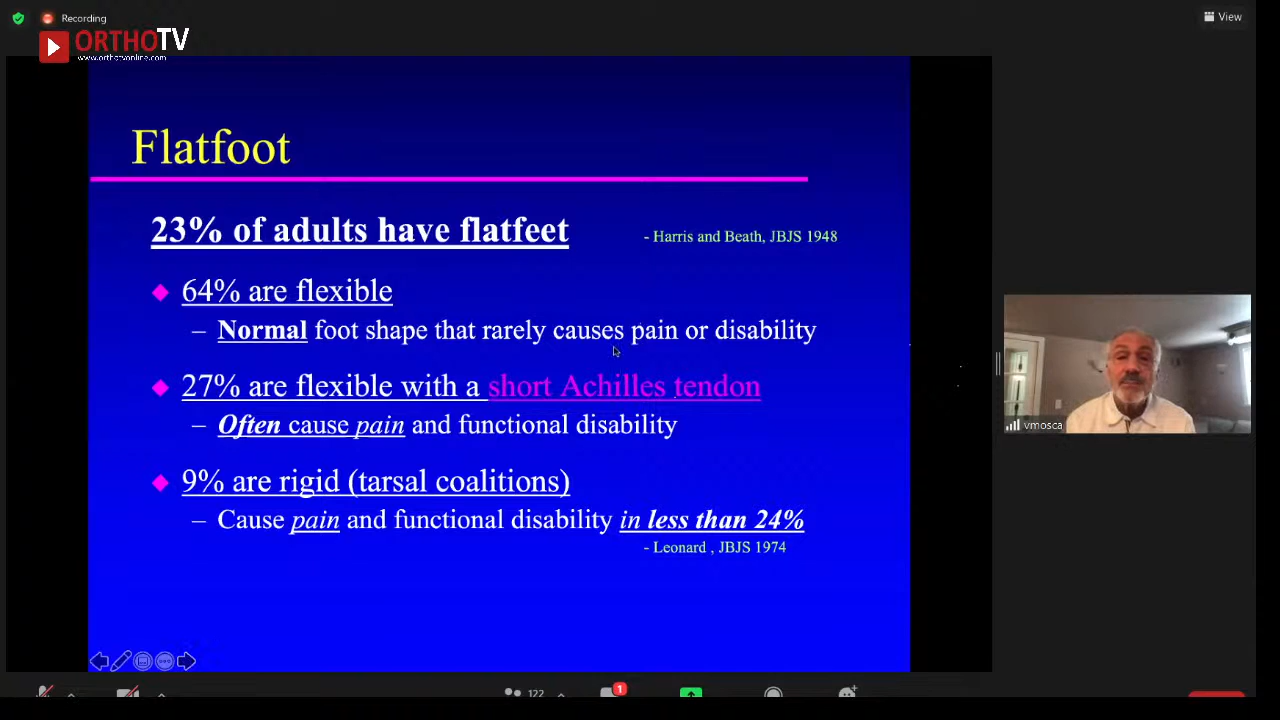 Recording
View
ORTHOTV
www.orthotvonline.com
Flatfoot
23% of adults have flatfeet - Harris and Beath, JBJS 1948
64% are flexible
– Normal foot shape that rarely causes pain or disability
27% are flexible with a short Achilles tendon
– Often cause pain and functional disability
9% are rigid (tarsal coalitions)
– Cause pain and functional disability in less than 24%
- Leonard , JBJS 1974
vmosca
122
1